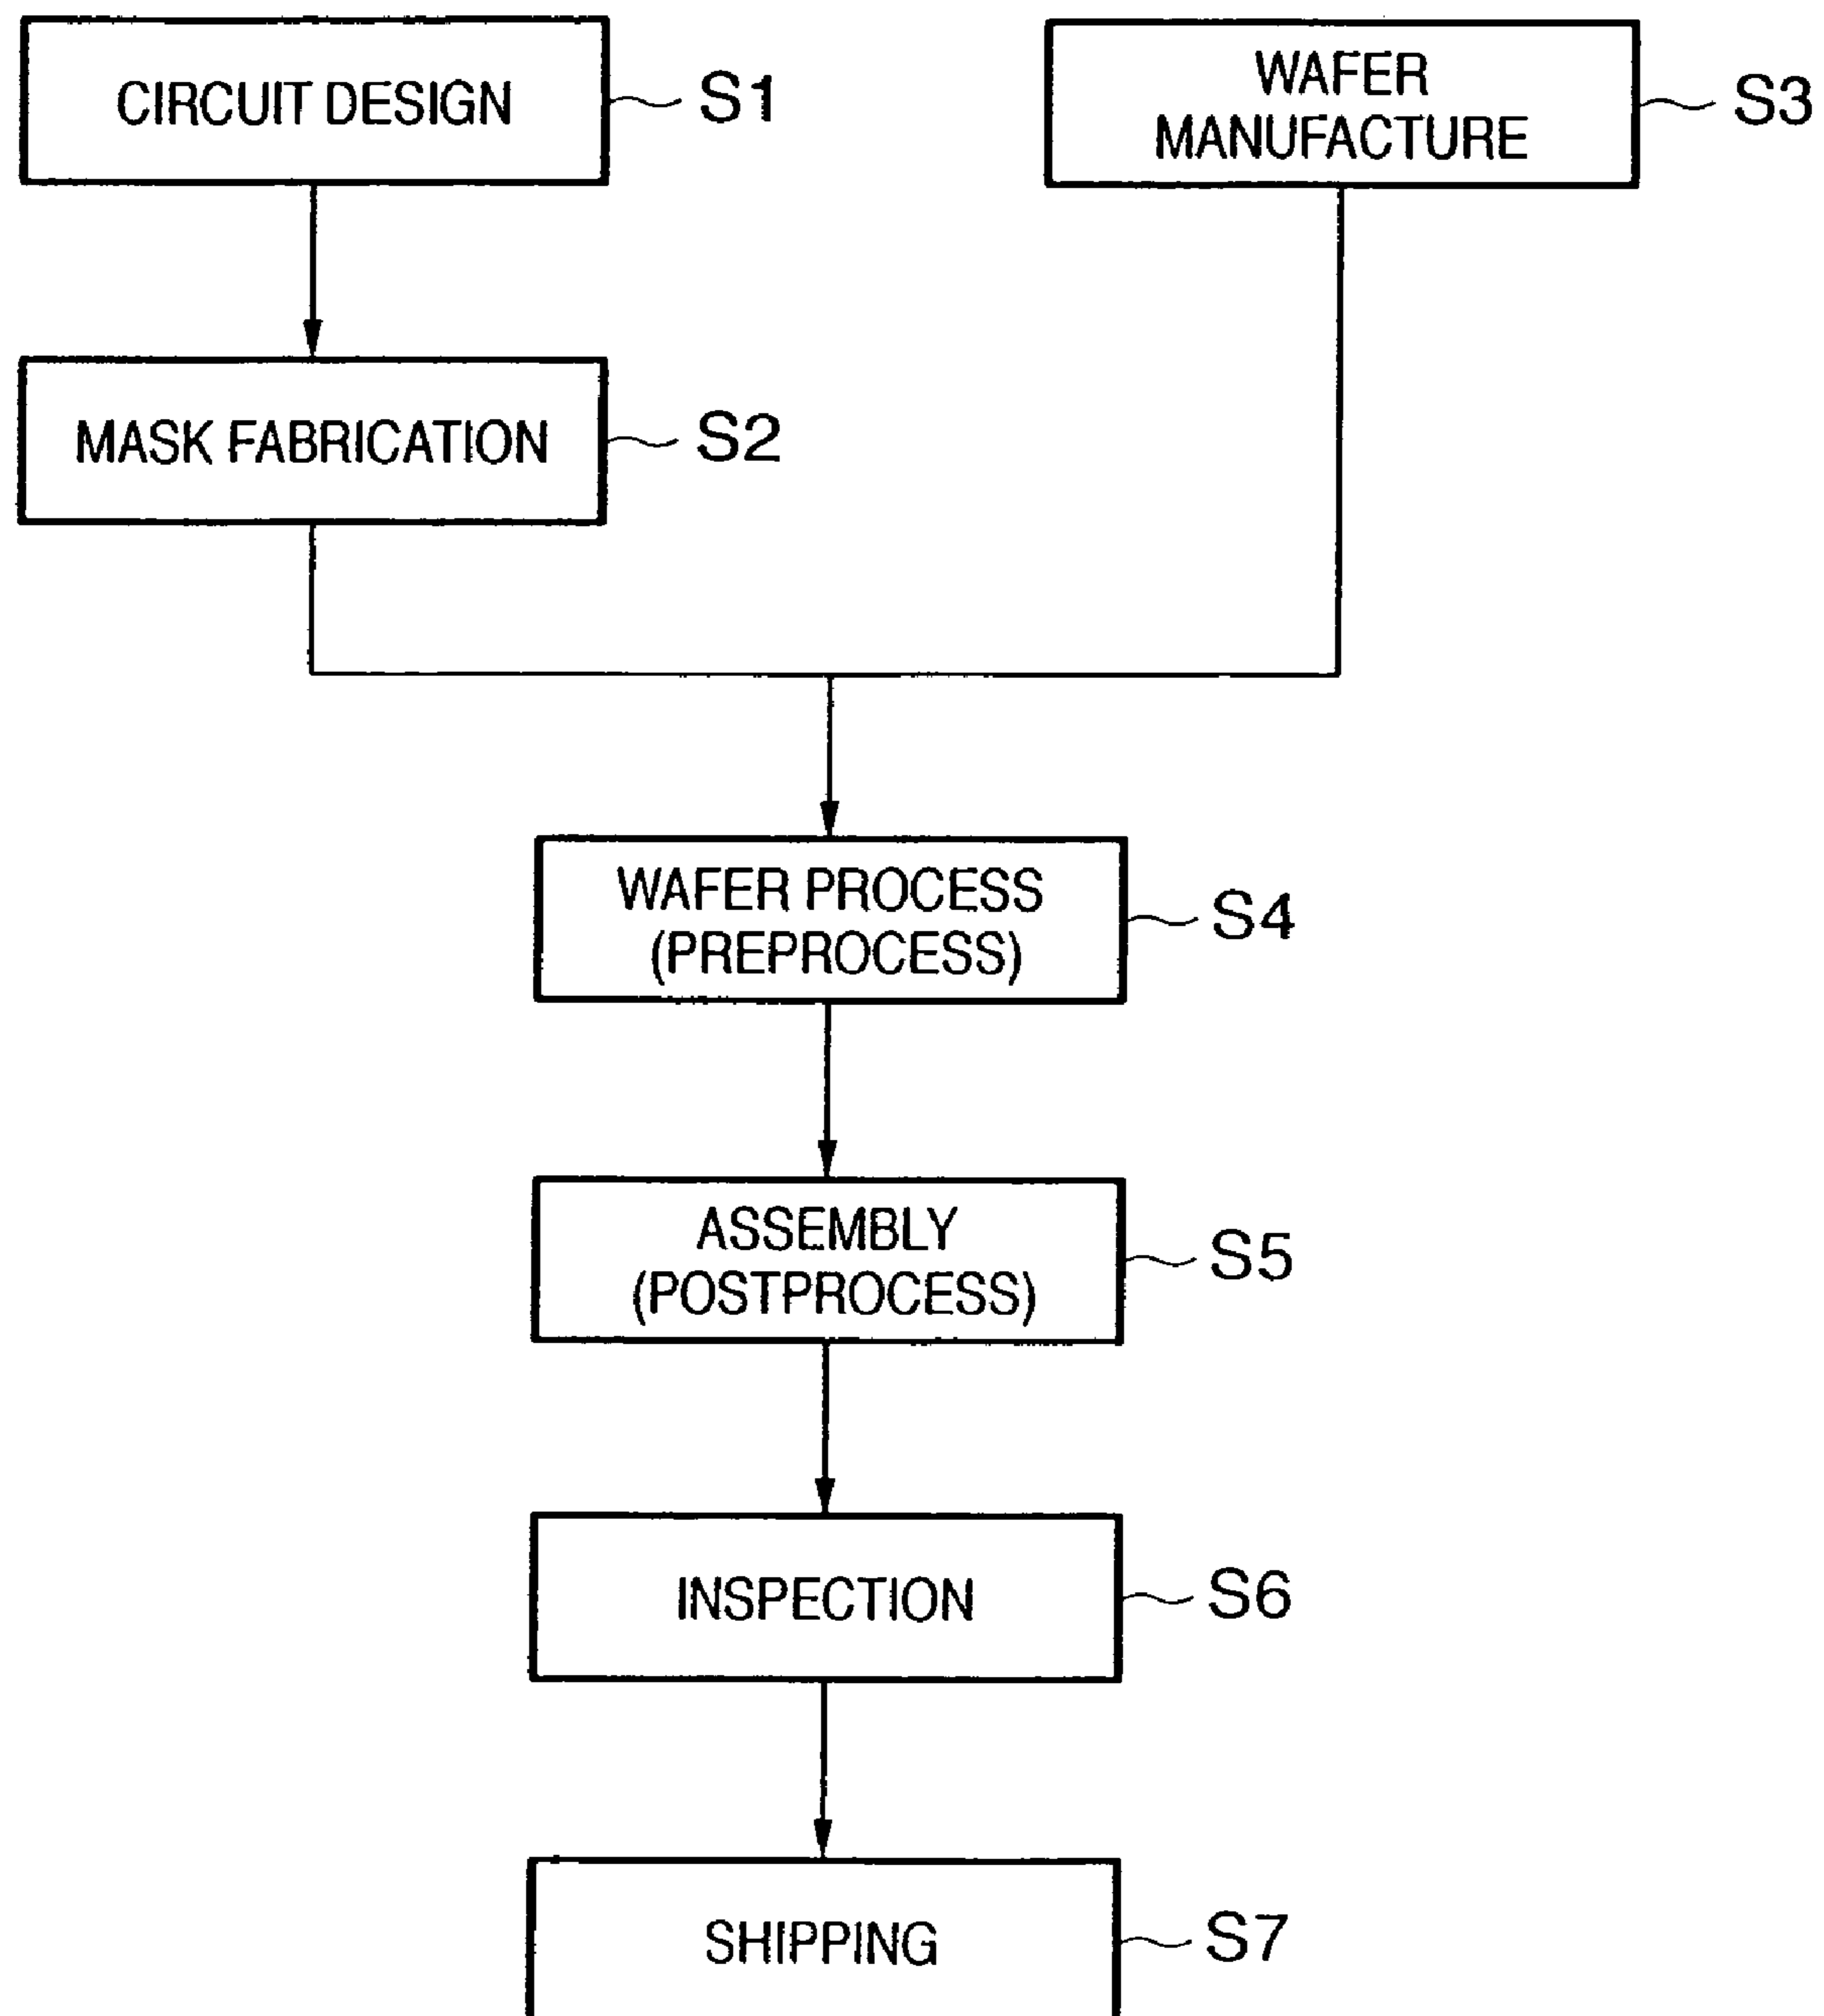 CIRCUIT DESIGN
S1
WAFER
MANUFACTURE
S3
MASK FABRICATION
S2
WAFER PROCESS
(PREPROCESS)
S4
ASSEMBLY
(POSTPROCESS)
S5
INSPECTION
S6
SHIPPING
S7